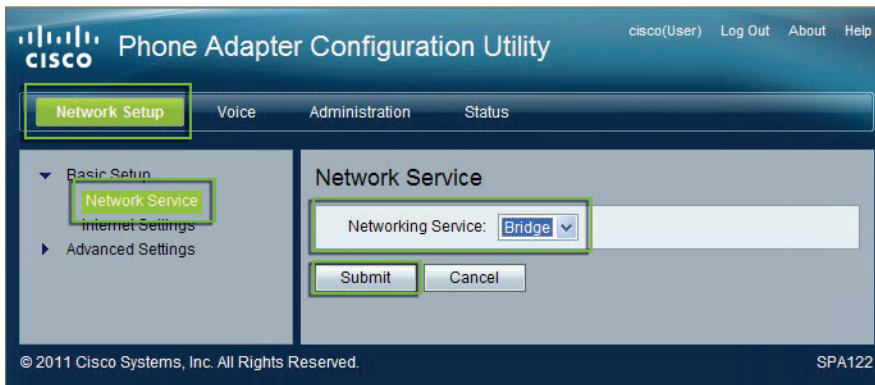 cisco(User) Log Out About Help
CISCO Phone Adapter Configuration Utility
Network Setup Voice Administration Status
Basic Setup
Network Service
Internet Settings
Advanced Settings
Network Service
Networking Service: Bridge
Submit Cancel
© 2011 Cisco Systems, Inc. All Rights Reserved. SPA122